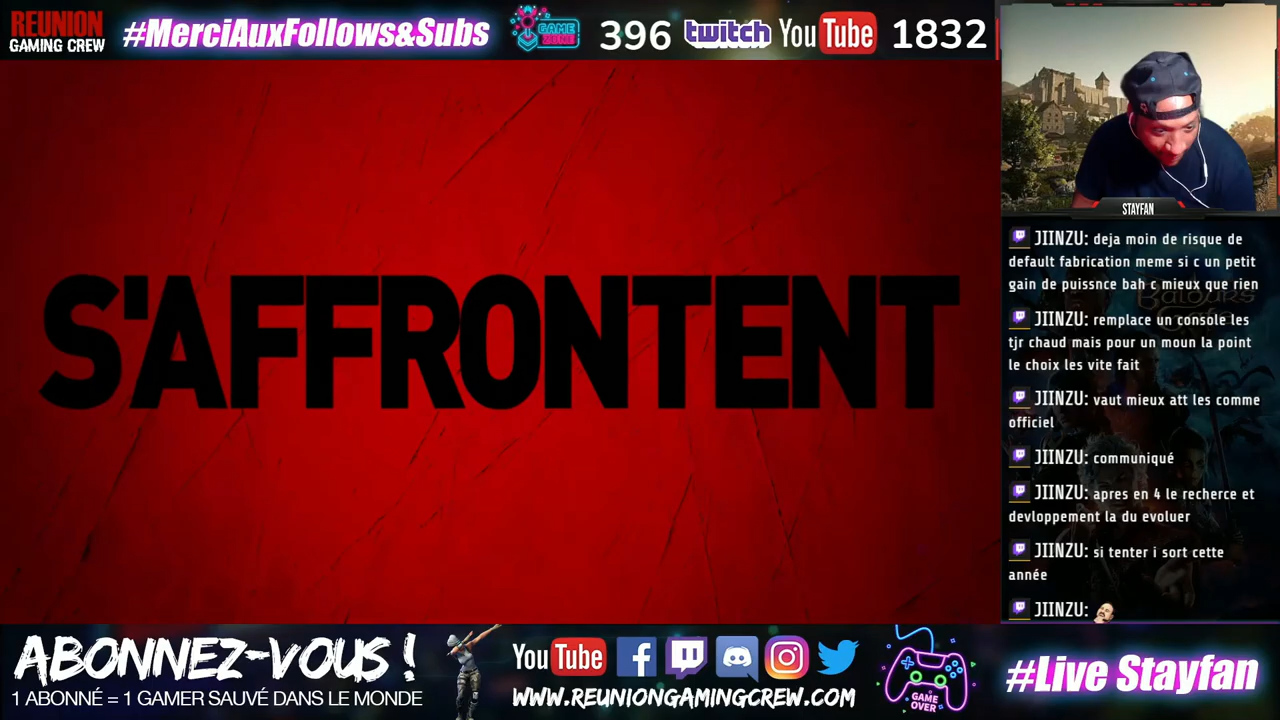 REUNION
GAMING CREW
#MerciAuxFollows&Subs
GAME
396 twitch YouTube 1832
S'AFFRONTENT
STAYFAN
JIINZU: deja moin de risque de
default fabrication meme si c un petit
gain de puissnce bah c mieux que rien
JIINZU: remplace un console les
tjr chaud mais pour un moun la point
le choix les vite fait
JIINZU: vaut mieux att les comme
officiel
JIINZU: communiqué
JIINZU: apres en 4 le recherce et
devloppement la du evoluer
JIINZU: si tenter i sort cette
année
JIINZU:
ABONNEZ-VOUS !
1 ABONNÉ = 1 GAMER SAUVÉ DANS LE MONDE
YouTube
WWW.REUNIONGAMINGCREW.COM
GAME
OVER
#Live Stayfan